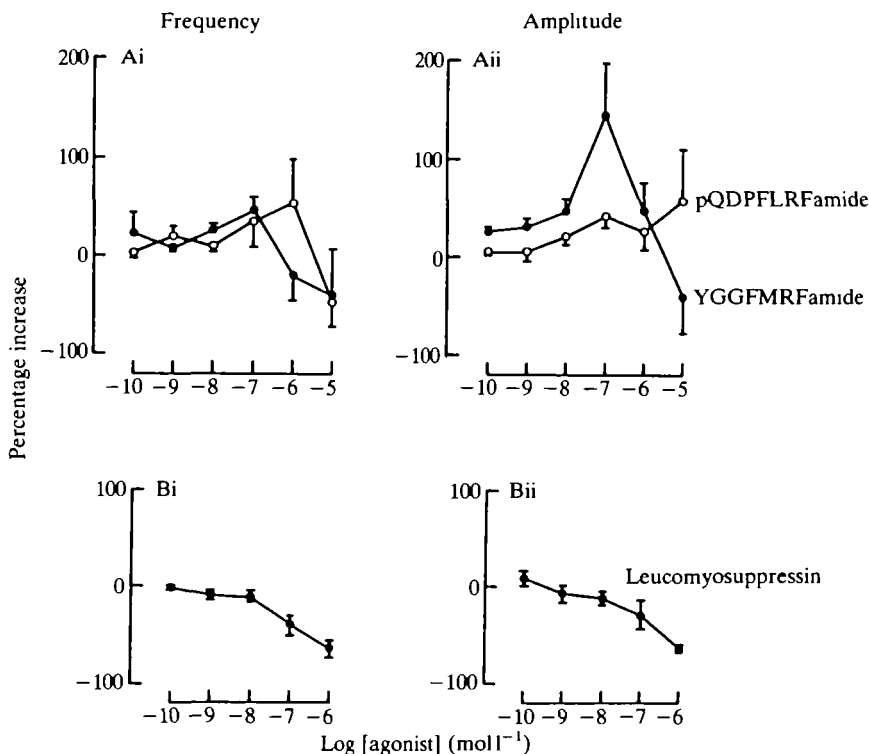 Frequency
Amplitude
Percentage increase
Ai
200
100
0
−100
−10 −9 −8 −7 −6 −5
Aii
200
100
0
−100
−10 −9 −8 −7 −6 −5
pQDPFLRFamide
YGGFMRFamide
Bi
100
0
−100
−10 −9 −8 −7 −6
Bii
100
0
−100
−10 −9 −8 −7 −6
Leucomyosuppressin
Log [agonist] (mol l⁻¹)